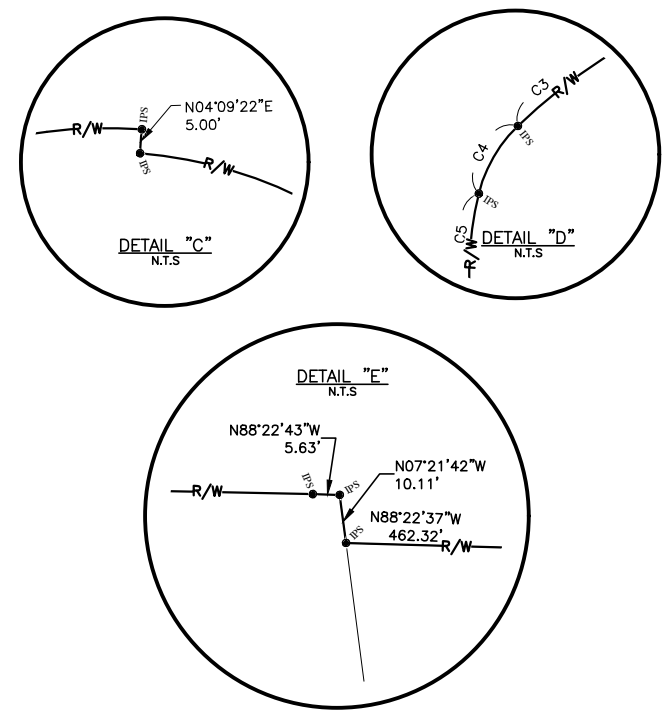 IPS
N04°09'22"E
5.00'
R/W
R/W
IPS
DETAIL "C"
N.T.S
C3
R/W
IPS
C4
IPS
C5
R/W
DETAIL "D"
N.T.S
DETAIL "E"
N.T.S
N88°22'43"W
5.63'
N07°21'42"W
10.11'
IPS
IPS
R/W
N88°22'37"W
462.32'
IPS
R/W